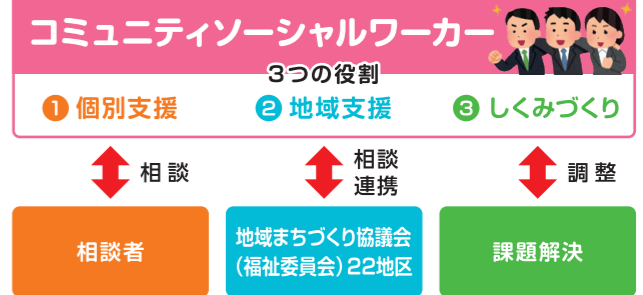 コミュニティソーシャルワーカー
3つの役割
❶ 個別支援
❷ 地域支援
❸ しくみづくり
相談
相談
連携
調整
相談者
地域まちづくり協議会
（福祉委員会）22地区
課題解決